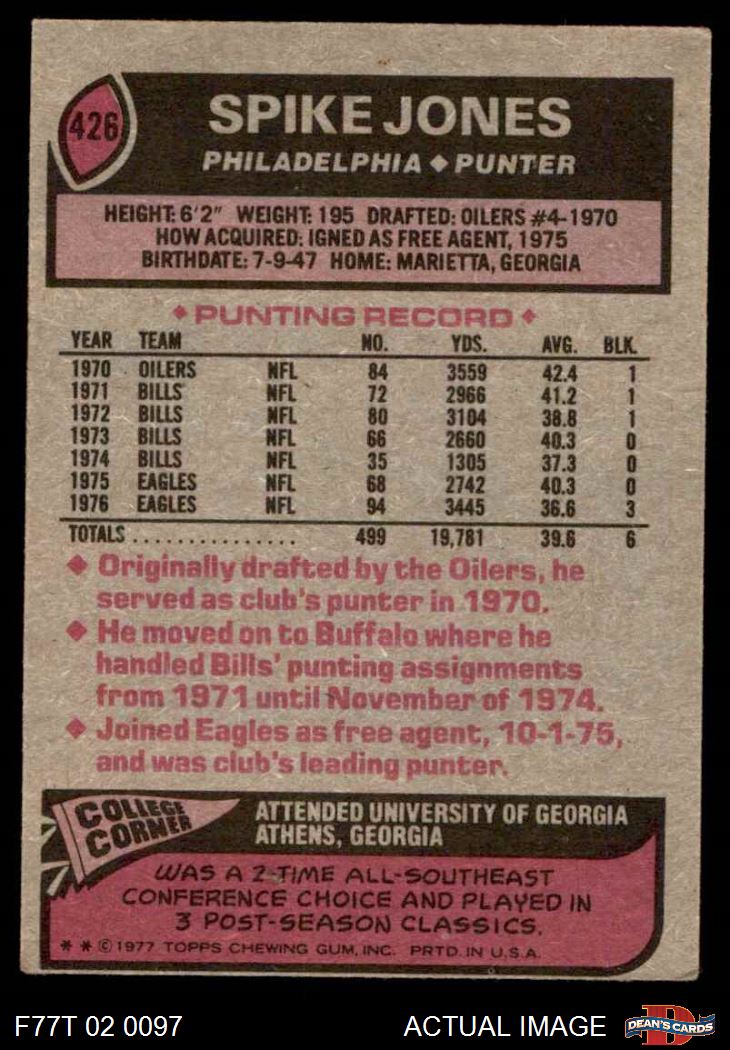 426
SPIKE JONES
PHILADELPHIA ♦ PUNTER
HEIGHT: 6'2" WEIGHT: 195 DRAFTED: OILERS #4-1970
HOW ACQUIRED: IGNED AS FREE AGENT, 1975
BIRTHDATE: 7-9-47 HOME: MARIETTA, GEORGIA
♦ PUNTING RECORD ♦
YEAR TEAM NO. YDS. AVG. BLK.
1970 OILERS NFL 84 3559 42.4 1
1971 BILLS NFL 72 2966 41.2 1
1972 BILLS NFL 80 3104 38.8 1
1973 BILLS NFL 66 2660 40.3 0
1974 BILLS NFL 35 1305 37.3 0
1975 EAGLES NFL 68 2742 40.3 0
1976 EAGLES NFL 94 3445 36.6 3
TOTALS............... 499 19,781 39.6 6
♦ Originally drafted by the Oilers, he
served as club's punter in 1970.
♦ He moved on to Buffalo where he
handled Bills' punting assignments
from 1971 until November of 1974.
♦ Joined Eagles as free agent, 10-1-75,
and was club's leading punter.
COLLEGE
CORNER
ATTENDED UNIVERSITY OF GEORGIA
ATHENS, GEORGIA
WAS A 2-TIME ALL-SOUTHEAST
CONFERENCE CHOICE AND PLAYED IN
3 POST-SEASON CLASSICS.
* * © 1977 TOPPS CHEWING GUM, INC. PRTD. IN U.S.A.
F77T 02 0097 ACTUAL IMAGE
D
DEAN'S CARDS